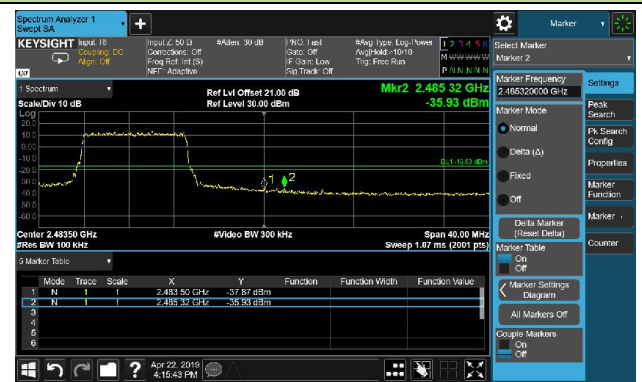 Spectrum Analyzer 1
Swept SA
Marker
KEYSIGHT Input: RF
Coupling: DC
Align: Off
Input Z: 50 Ω
Corrections: Off
Freq Ref: Int (S)
NFE: Adaptive
#Atten: 30 dB
PNO: Fast
Gate: Off
IF Gain: Low
Sig Track: Off
#Avg Type: Log-Power
Avg|Hold:>10/10
Trig: Free Run
1 2 3 4 5 6
M W W W W W
P N N N N N
Select Marker
Marker 2
1 Spectrum
Scale/Div 10 dB
Ref Lvl Offset 21.00 dB
Ref Level 30.00 dBm
Mkr2 2.485 32 GHz
-35.93 dBm
Log
20.0
10.0
0.00
-10.0
-20.0
-30.0
-40.0
-50.0
-60.0
1
2
Center 2.48350 GHz
#Res BW 100 kHz
#Video BW 300 kHz
Span 40.00 MHz
Sweep 1.07 ms (2001 pts)
5 Marker Table
Mode Trace Scale X Y Function Function Width Function Value
1 N 1 f 2.483 50 GHz -37.87 dBm
2 N 1 f 2.485 32 GHz -35.93 dBm
3
4
5
6
Marker Frequency
2.485320000 GHz
Marker Mode
Normal
Delta (Δ)
Fixed
Off
Delta Marker
(Reset Delta)
Marker Table
On
Off
Marker Settings
Diagram
All Markers Off
Couple Markers
On
Off
Settings
Peak
Search
Pk Search
Config
Properties
Marker
Function
Marker→
Counter
Apr 22, 2019
4:15:43 PM